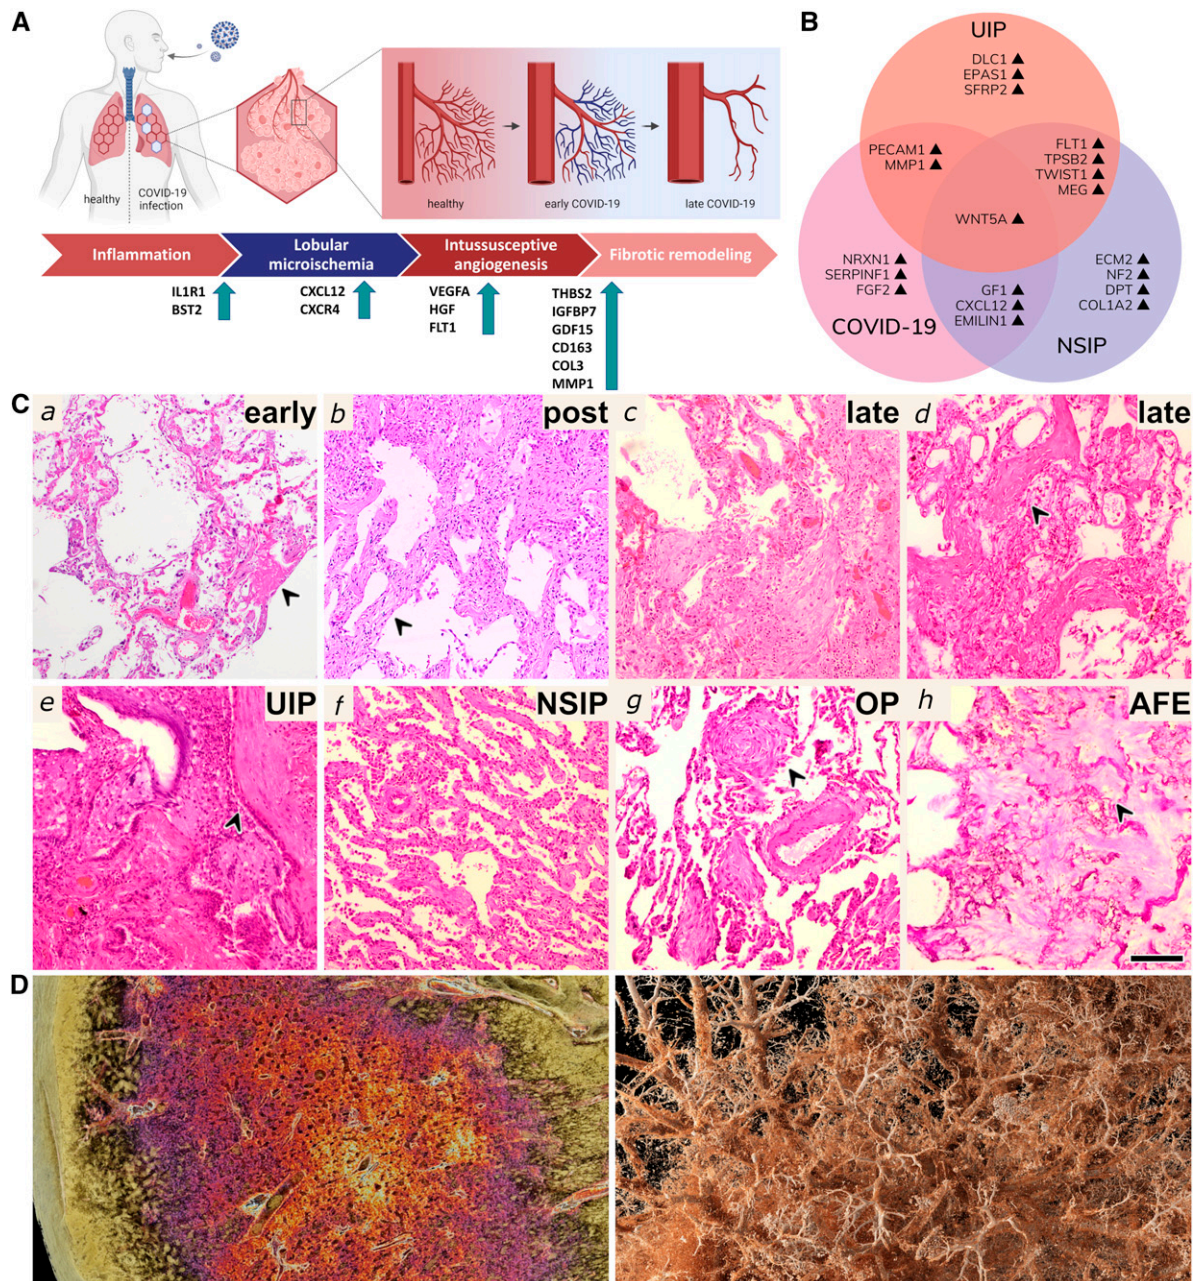 A
healthy
COVID-19
infection
healthy
early COVID-19
late COVID-19
Inflammation
Lobular
microischemia
Intussusceptive
angiogenesis
Fibrotic remodeling
IL1R1
BST2
CXCL12
CXCR4
VEGFA
HGF
FLT1
THBS2
IGFBP7
GDF15
CD163
COL3
MMP1
B
UIP
DLC1 ▲
EPAS1 ▲
SFRP2 ▲
PECAM1 ▲
MMP1 ▲
FLT1 ▲
TPSB2 ▲
TWIST1 ▲
MEG ▲
WNT5A ▲
NRXN1 ▲
SERPINF1 ▲
FGF2 ▲
COVID-19
GF1 ▲
CXCL12 ▲
EMILIN1 ▲
ECM2 ▲
NF2 ▲
DPT ▲
COL1A2 ▲
NSIP
C
a early
b post
c late
d late
e UIP
f NSIP
g OP
h AFE
D